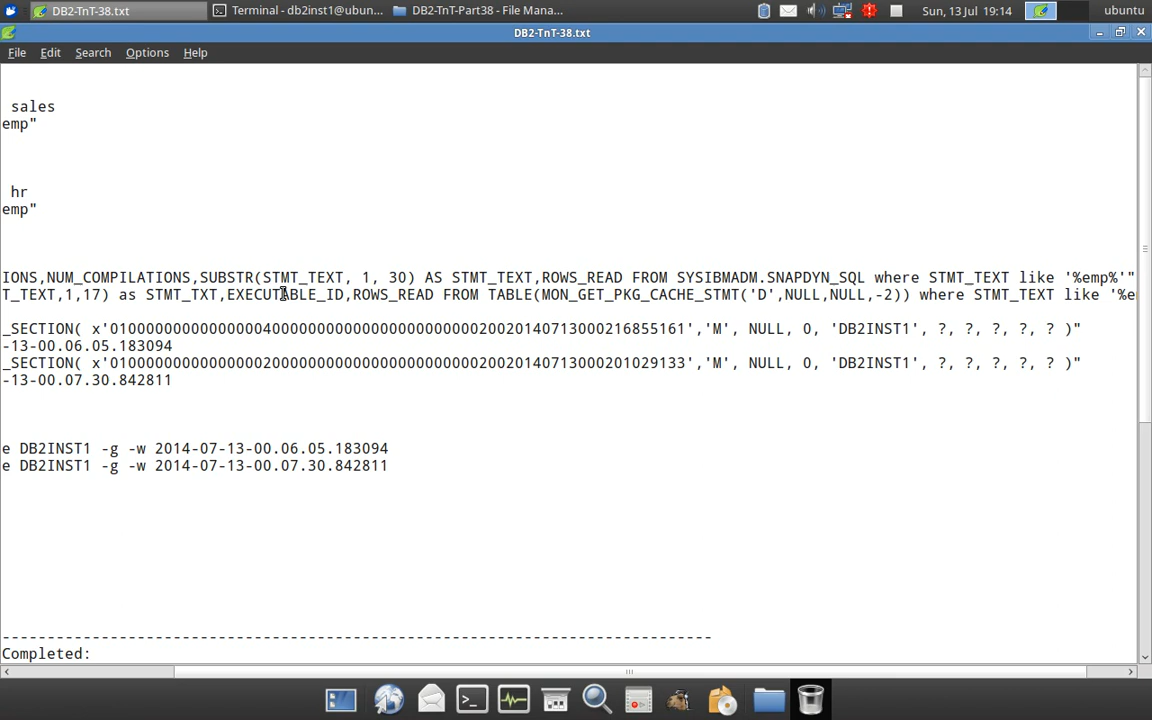 DB2-TnT-38.txt
Terminal - db2inst1@ubun...
DB2-TnT-Part38 - File Mana...
Sun, 13 Jul 19:14
ubuntu
DB2-TnT-38.txt
File Edit Search Options Help
sales
emp"
hr
emp"
IONS,NUM_COMPILATIONS,SUBSTR(STMT_TEXT, 1, 30) AS STMT_TEXT,ROWS_READ FROM SYSIBMADM.SNAPDYN_SQL where STMT_TEXT like '%emp%'"
T_TEXT,1,17) as STMT_TXT,EXECUTABLE_ID,ROWS_READ FROM TABLE(MON_GET_PKG_CACHE_STMT('D',NULL,NULL,-2)) where STMT_TEXT like '%e
_SECTION( x'0100000000000000040000000000000000000000020020140713000216855161','M', NULL, 0, 'DB2INST1', ?, ?, ?, ?, ? )"
-13-00.06.05.183094
_SECTION( x'0100000000000000020000000000000000000000020020140713000201029133','M', NULL, 0, 'DB2INST1', ?, ?, ?, ?, ? )"
-13-00.07.30.842811
e DB2INST1 -g -w 2014-07-13-00.06.05.183094
e DB2INST1 -g -w 2014-07-13-00.07.30.842811
-------------------------------------------------------------------------------
Completed: